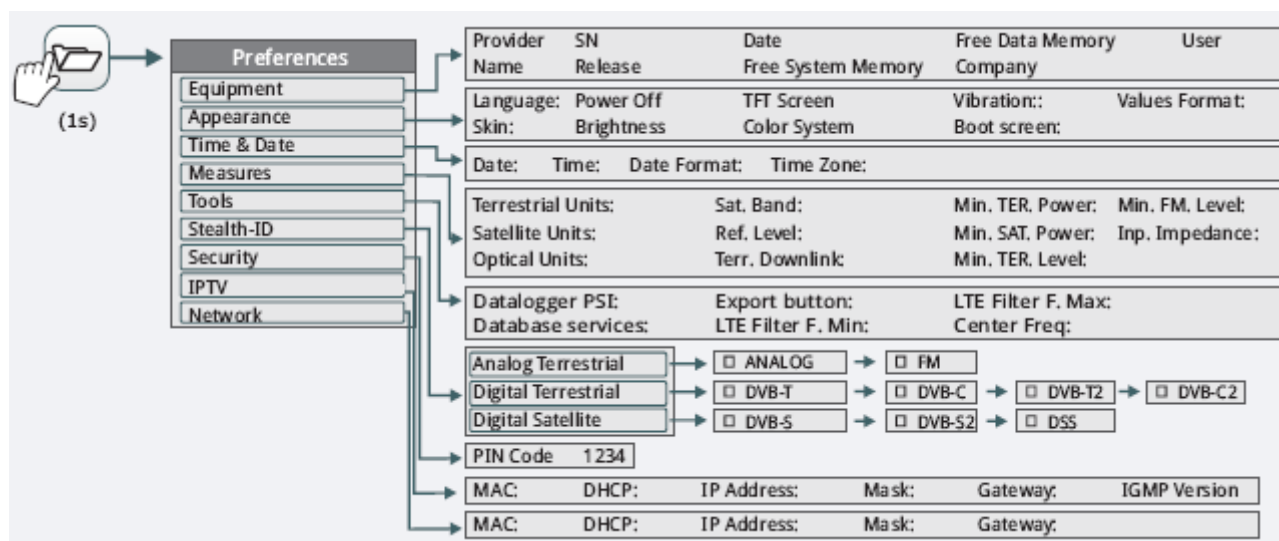 Preferences
(1s)
Equipment
Appearance
Time & Date
Measures
Tools
Stealth-ID
Security
IPTV
Network
Provider SN Date Free Data Memory User
Name Release Free System Memory Company
Language: Power Off TFT Screen Vibration:: Values Format:
Skin: Brightness Color System Boot screen:
Date: Time: Date Format: Time Zone:
Terrestrial Units: Sat. Band: Min. TER. Power: Min. FM. Level:
Satellite Units: Ref. Level: Min. SAT. Power: Inp. Impedance:
Optical Units: Terr. Downlink: Min. TER. Level:
Datalogger PSI: Export button: LTE Filter F. Max:
Database services: LTE Filter F. Min: Center Freq:
Analog Terrestrial ANALOG FM
Digital Terrestrial DVB-T DVB-C DVB-T2 DVB-C2
Digital Satellite DVB-S DVB-S2 DSS
PIN Code 1234
MAC: DHCP: IP Address: Mask: Gateway: IGMP Version
MAC: DHCP: IP Address: Mask: Gateway: